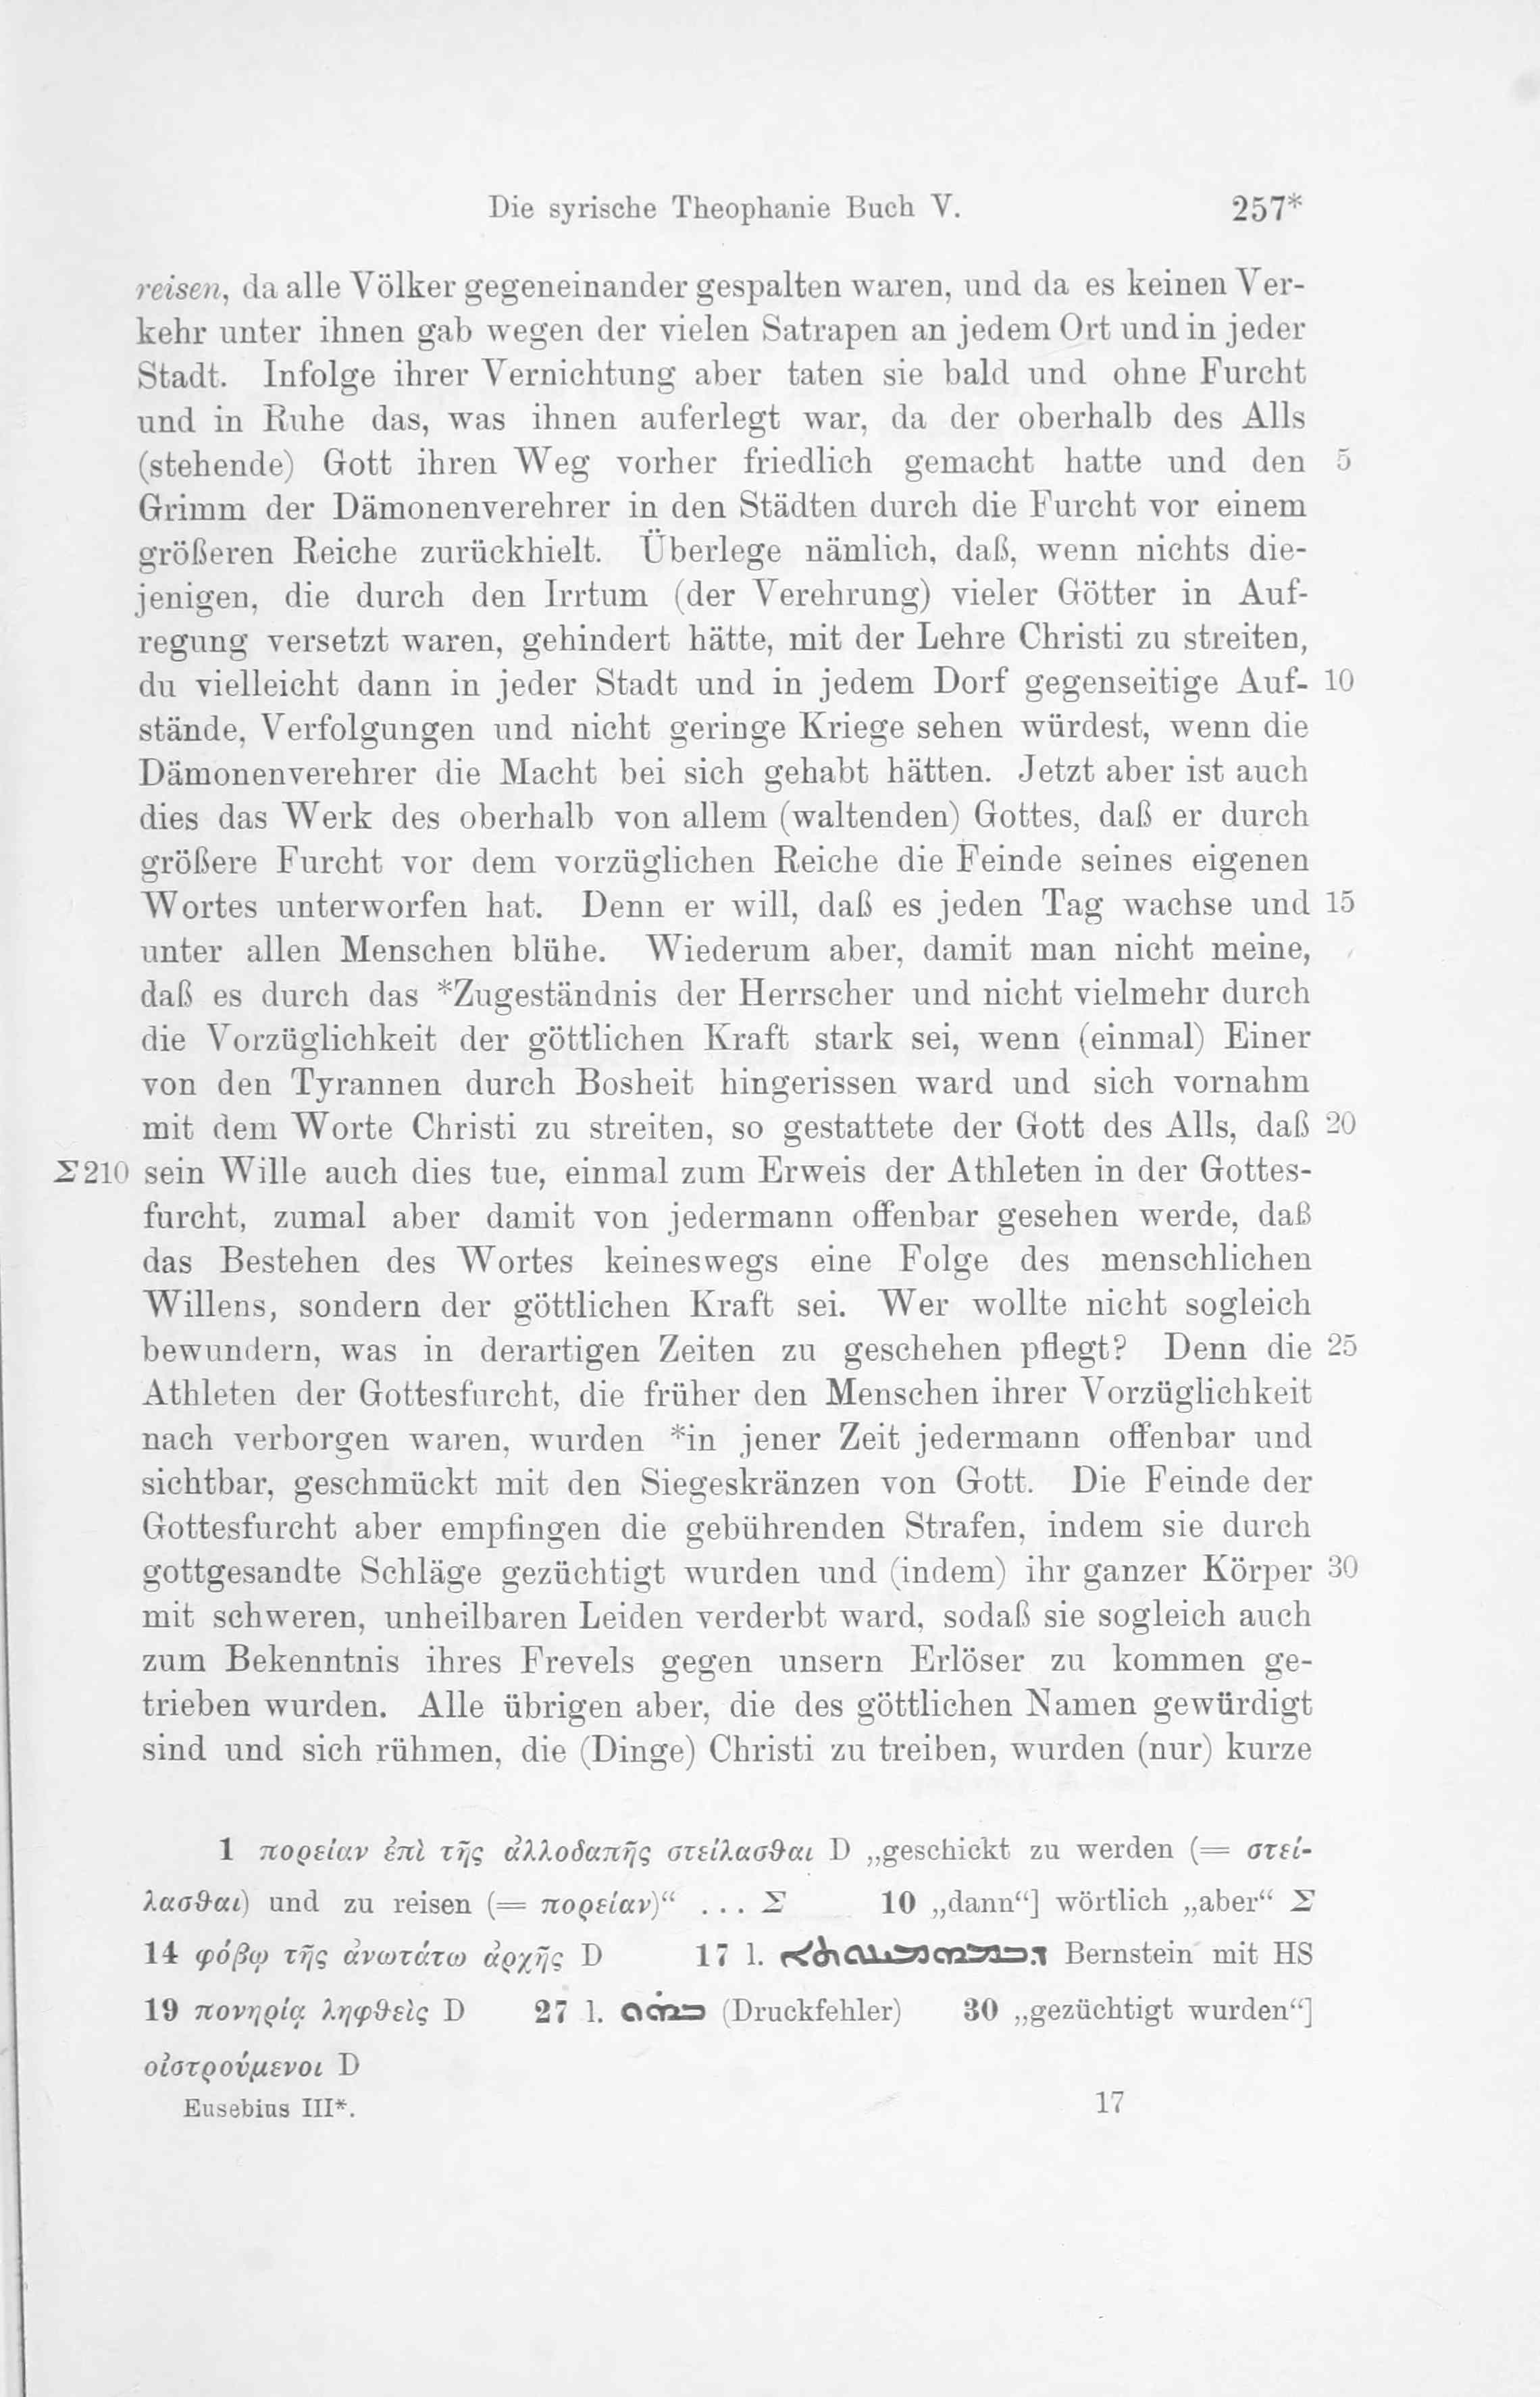 Die syrische Theophanie Buch V. 257*
reisen, da alle Völker gegeneinander gespalten waren, und da es keinen Ver-
kehr unter ihnen gab wegen der vielen Satrapen an jedem Ort und in jeder
Stadt. Infolge ihrer Vernichtung aber taten sie bald und ohne Furcht
und in Ruhe das, was ihnen auferlegt war, da der oberhalb des Alls
(stehende) Gott ihren Weg vorher friedlich gemacht hatte und den 5
Grimm der Dämonenverehrer in den Städten durch die Furcht vor einem
größeren Reiche zurückhielt. Überlege nämlich, daß, wenn nichts die-
jenigen, die durch den Irrtum (der Verehrung) vieler Götter in Auf-
regung versetzt waren, gehindert hätte, mit der Lehre Christi zu streiten,
du vielleicht dann in jeder Stadt und in jedem Dorf gegenseitige Auf- 10
stände, Verfolgungen und nicht geringe Kriege sehen würdest, wenn die
Dämonenverehrer die Macht bei sich gehabt hätten. Jetzt aber ist auch
dies das Werk des oberhalb von allem (waltenden) Gottes, daß er durch
größere Furcht vor dem vorzüglichen Reiche die Feinde seines eigenen
Wortes unterworfen hat. Denn er will, daß es jeden Tag wachse und 15
unter allen Menschen blühe. Wiederum aber, damit man nicht meine,
daß es durch das *Zugeständnis der Herrscher und nicht vielmehr durch
die Vorzüglichkeit der göttlichen Kraft stark sei, wenn (einmal) Einer
von den Tyrannen durch Bosheit hingerissen ward und sich vornahm
mit dem Worte Christi zu streiten, so gestattete der Gott des Alls, daß 20
Σ 210 sein Wille auch dies tue, einmal zum Erweis der Athleten in der Gottes-
furcht, zumal aber damit von jedermann offenbar gesehen werde, daß
das Bestehen des Wortes keineswegs eine Folge des menschlichen
Willens, sondern der göttlichen Kraft sei. Wer wollte nicht sogleich
bewundern, was in derartigen Zeiten zu geschehen pflegt? Denn die 25
Athleten der Gottesfurcht, die früher den Menschen ihrer Vorzüglichkeit
nach verborgen waren, wurden *in jener Zeit jedermann offenbar und
sichtbar, geschmückt mit den Siegeskränzen von Gott. Die Feinde der
Gottesfurcht aber empfingen die gebührenden Strafen, indem sie durch
gottgesandte Schläge gezüchtigt wurden und (indem) ihr ganzer Körper 30
mit schweren, unheilbaren Leiden verderbt ward, sodaß sie sogleich auch
zum Bekenntnis ihres Frevels gegen unsern Erlöser zu kommen ge-
trieben wurden. Alle übrigen aber, die des göttlichen Namen gewürdigt
sind und sich rühmen, die (Dinge) Christi zu treiben, wurden (nur) kurze
1 πορείαν ἐπὶ τῆς ἀλλοδαπῆς στείλασθαι D „geschickt zu werden (= στεί-
λασθαι) und zu reisen (= πορείαν)“ ... Σ 10 „dann“] wörtlich „aber“ Σ
14 φόβῳ τῆς ἀνωτάτω ἀρχῆς D 17 l. Bernstein mit HS
19 πονηρίᾳ ληφθεὶς D 27 l. ܒܗܘ (Druckfehler) 30 „gezüchtigt wurden“]
οἰστρούμενοι D
Eusebius III*. 17